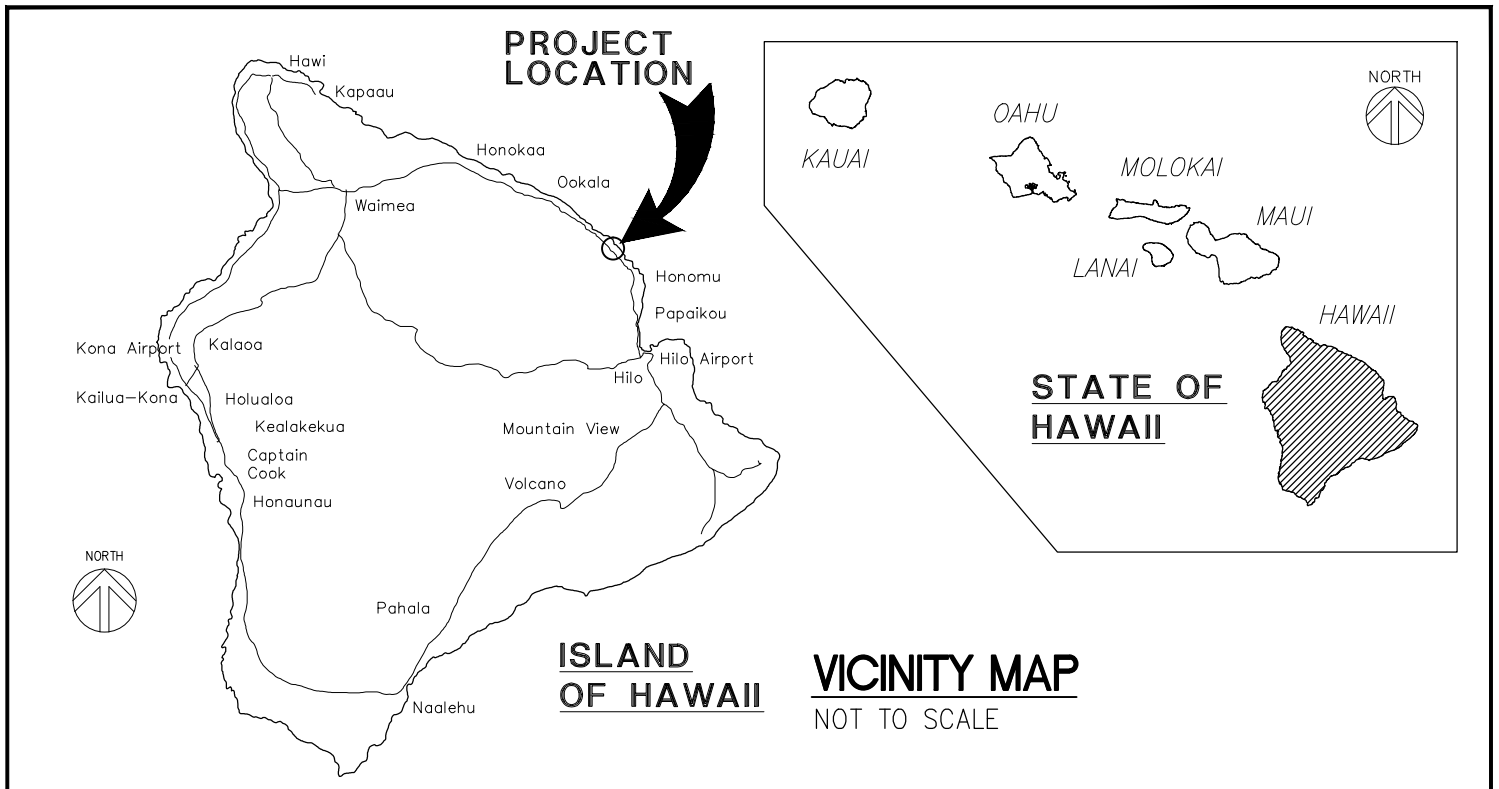 PROJECT
LOCATION
Hawi
Kapaau
Honokaa
Ookala
Waimea
Honomu
Papaikou
Kona Airport
Kalaoa
Hilo Airport
Hilo
Kailua-Kona
Holualoa
Kealakekua
Mountain View
Captain
Cook
Volcano
Honaunau
NORTH
Pahala
Naalehu
ISLAND
OF HAWAII
VICINITY MAP
NOT TO SCALE
NORTH
KAUAI
OAHU
MOLOKAI
MAUI
LANAI
HAWAII
STATE OF
HAWAII